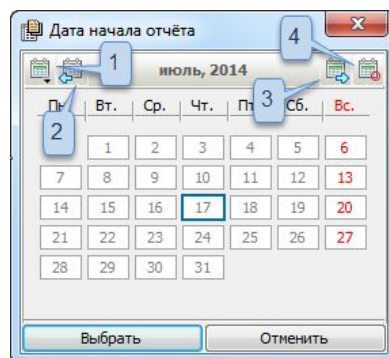 Дата начала отчёта
1
4
июль, 2014
2
3
Пн. Вт. Ср. Чт. Пт. Сб. Вс.
1 2 3 4 5 6
7 8 9 10 11 12 13
14 15 16 17 18 19 20
21 22 23 24 25 26 27
28 29 30 31
Выбрать Отменить